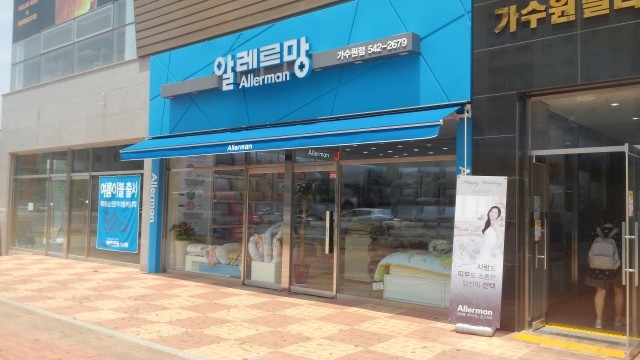 알레르망
Allerman
가수원점 542-2679
가수원빌
Allerman
Allerman
Allerman
여름이불·출시
Happy Wedding
사랑도
피부도 소중한
당신의 선택
Allerman